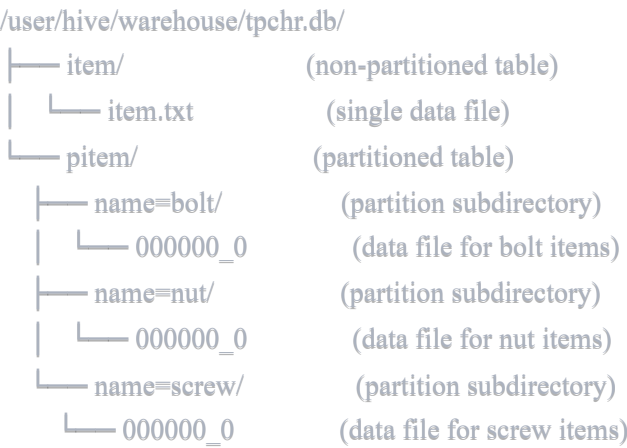 /user/hive/warehouse/tpchr.db/
├── item/ (non-partitioned table)
│ └── item.txt (single data file)
└── pitem/ (partitioned table)
├── name=bolt/ (partition subdirectory)
│ └── 000000_0 (data file for bolt items)
├── name=nut/ (partition subdirectory)
│ └── 000000_0 (data file for nut items)
└── name=screw/ (partition subdirectory)
└── 000000_0 (data file for screw items)